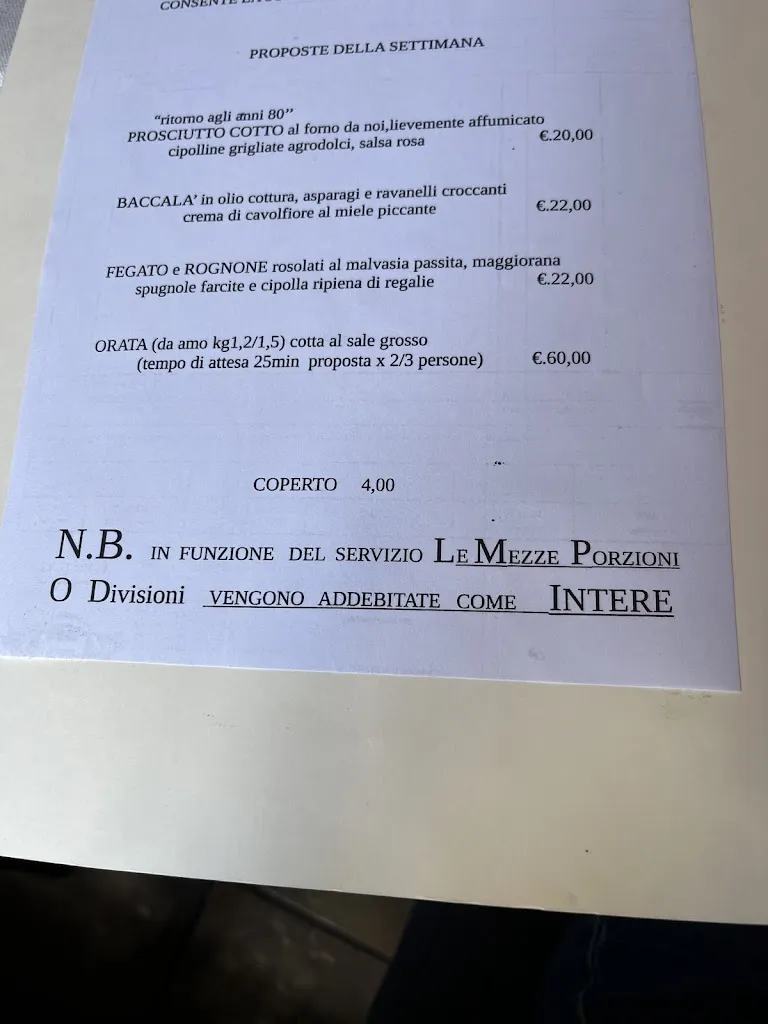 CONSENTE
PROPOSTE DELLA SETTIMANA
“ritorno agli anni 80”
PROSCIUTTO COTTO al forno da noi,lievemente affumicato
cipolline grigliate agrodolci, salsa rosa €.20,00
BACCALA’ in olio cottura, asparagi e ravanelli croccanti
crema di cavolfiore al miele piccante €.22,00
FEGATO e ROGNONE rosolati al malvasia passita, maggiorana
spugnole farcite e cipolla ripiena di regalie €.22,00
ORATA (da amo kg1,2/1,5) cotta al sale grosso
(tempo di attesa 25min proposta x 2/3 persone) €.60,00
COPERTO 4,00
N.B. IN FUNZIONE DEL SERVIZIO LE MEZZE PORZIONI
O Divisioni VENGONO ADDEBITATE COME INTERE